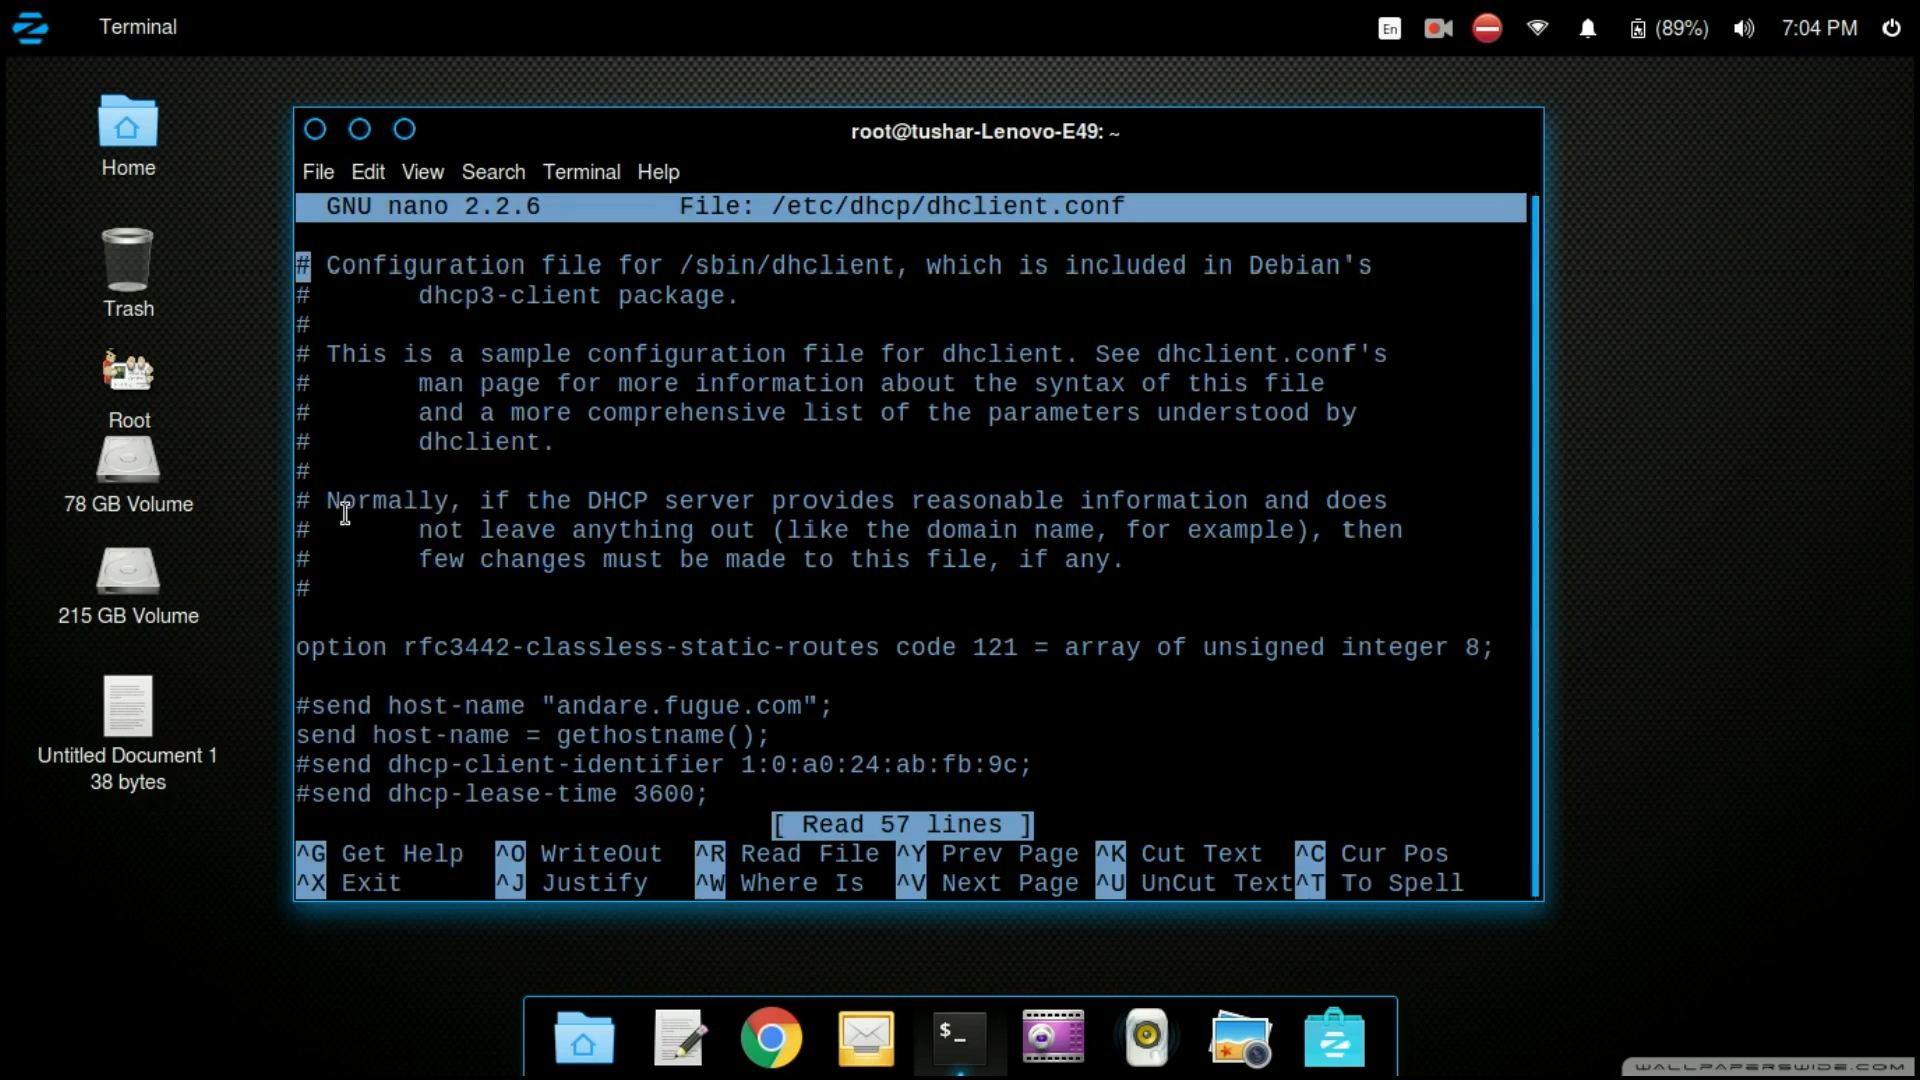 Terminal
En
(89%)
7:04 PM
Home
Trash
Root
78 GB Volume
215 GB Volume
Untitled Document 1
38 bytes
root@tushar-Lenovo-E49: ~
File Edit View Search Terminal Help
GNU nano 2.2.6 File: /etc/dhcp/dhclient.conf
# Configuration file for /sbin/dhclient, which is included in Debian's
# dhcp3-client package.
#
# This is a sample configuration file for dhclient. See dhclient.conf's
# man page for more information about the syntax of this file
# and a more comprehensive list of the parameters understood by
# dhclient.
#
# Normally, if the DHCP server provides reasonable information and does
# not leave anything out (like the domain name, for example), then
# few changes must be made to this file, if any.
#
option rfc3442-classless-static-routes code 121 = array of unsigned integer 8;
#send host-name "andare.fugue.com";
send host-name = gethostname();
#send dhcp-client-identifier 1:0:a0:24:ab:fb:9c;
#send dhcp-lease-time 3600;
[ Read 57 lines ]
^G Get Help ^O WriteOut ^R Read File ^Y Prev Page ^K Cut Text ^C Cur Pos
^X Exit ^J Justify ^W Where Is ^V Next Page ^U UnCut Text^T To Spell
$_
WALLPAPERSWIDE.COM